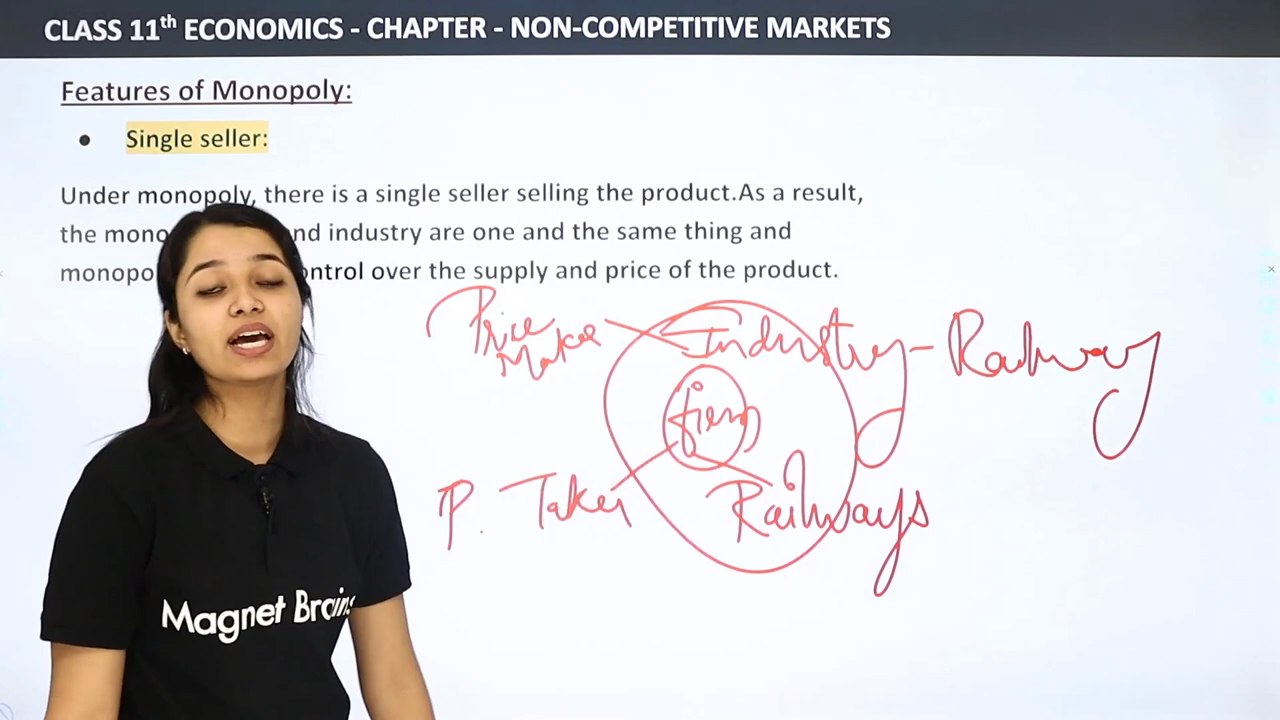 CLASS 11th ECONOMICS - CHAPTER - NON-COMPETITIVE MARKETS
Features of Monopoly:
● Single seller:
Under monopoly, there is a single seller selling the product.As a result,
the mono nd industry are one and the same thing and
monopo ontrol over the supply and price of the product.
Price Industry - Railway
Maker
firm
P. Taker Railways
Magnet Brains